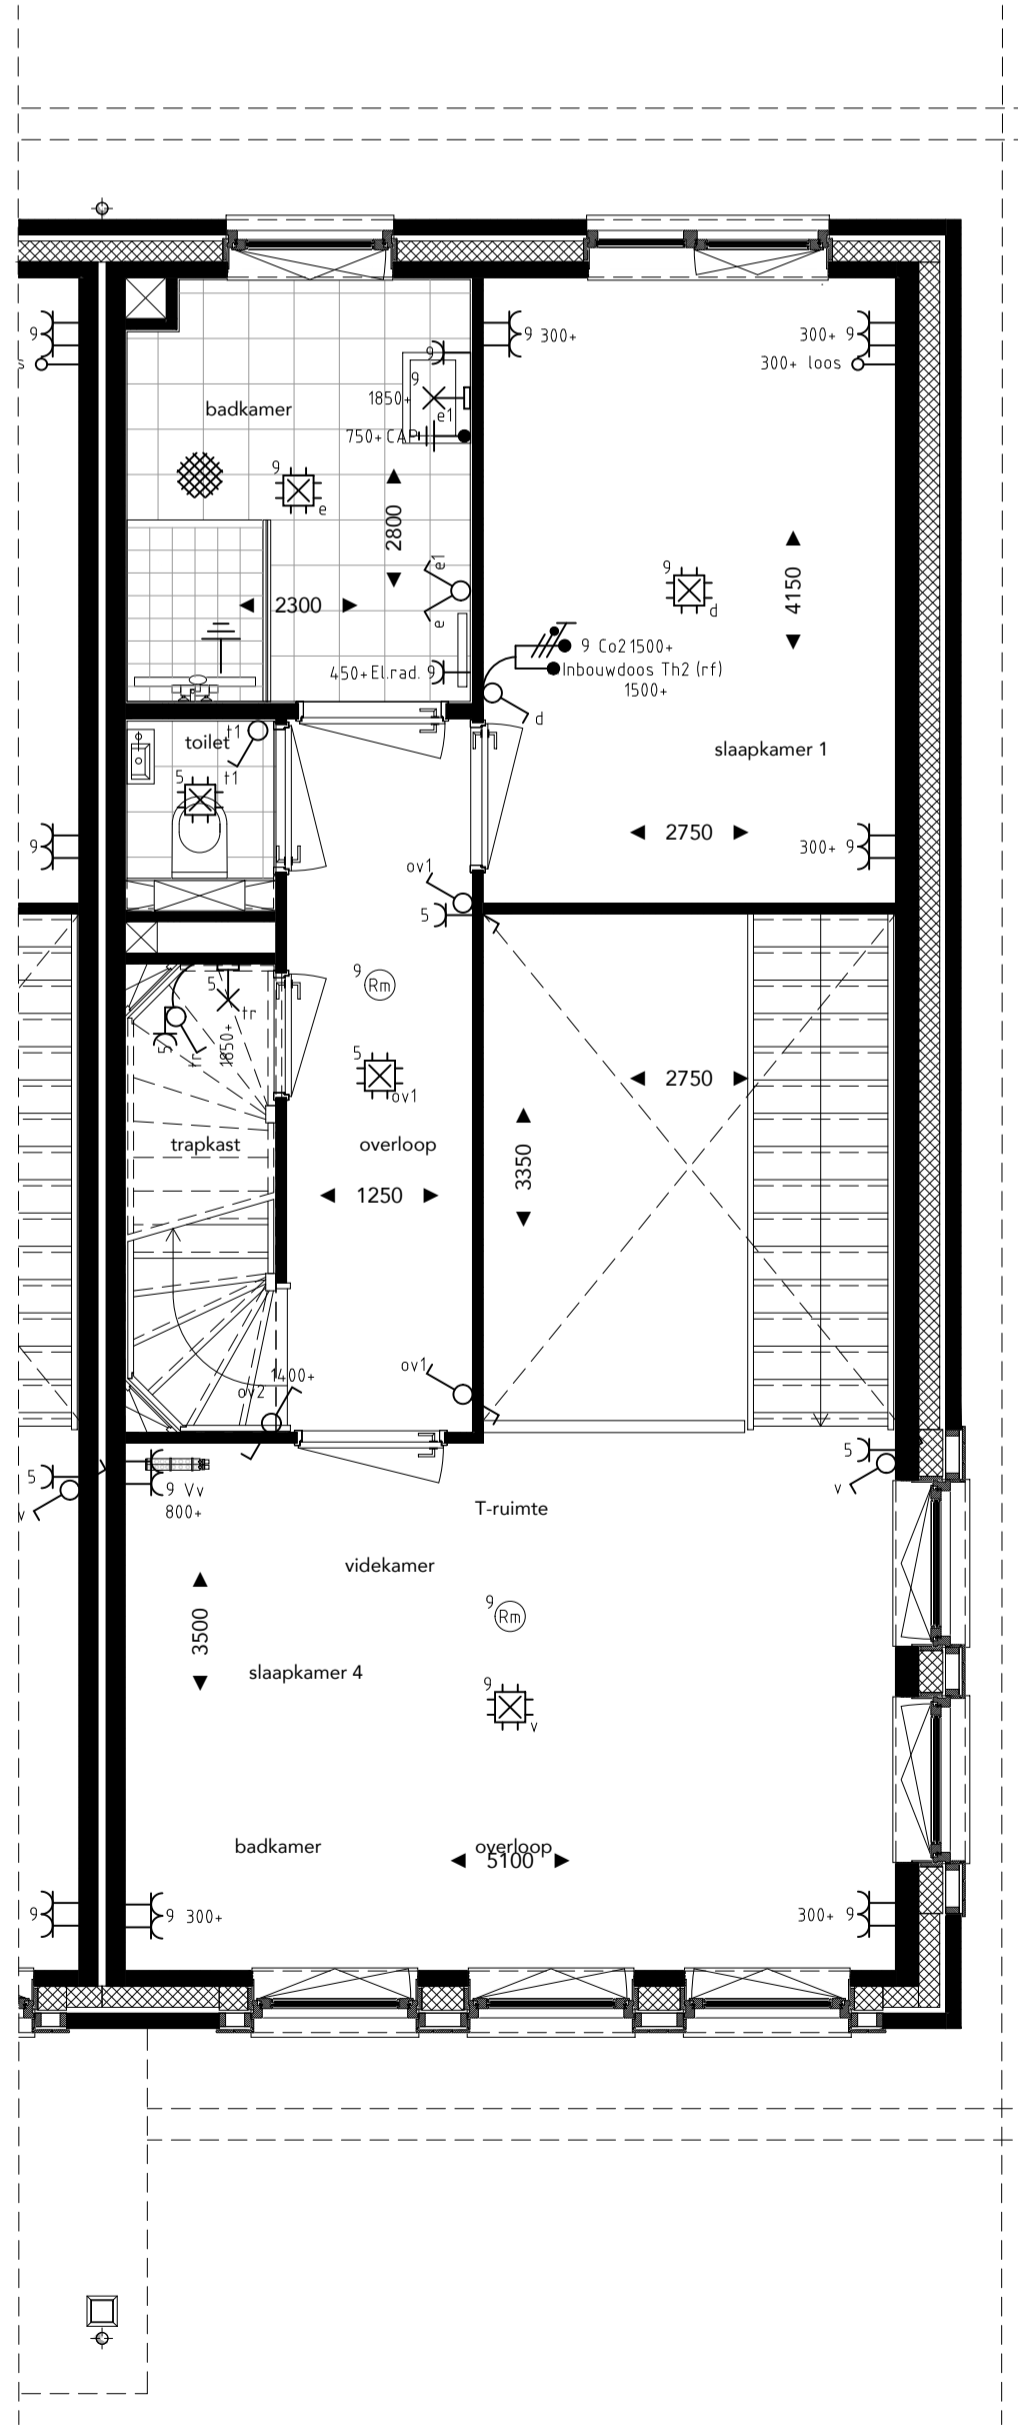 9
9 300+
300+ 9
300+ loos
s
9
9
1850+
e1
badkamer
750+ CAP
9
e
2800
e1
9
d
4150
2300
e
9 Co2 1500+
Inbouwdoos Th2 (rf)
1500+
450+ El.rad. 9
d
toilet
t1
slaapkamer 1
5
t1
2750
9
300+ 9
ov1
5
9
Rm
5
tr
5
tr
1850+
5
ov1
2750
trapkast
overloop
3350
1250
ov1
1400+
ov2
5
v
9 Vv
800+
5
v
T-ruimte
videkamer
9
Rm
3500
slaapkamer 4
9
v
badkamer
overloop
5100
9
9 300+
300+ 9